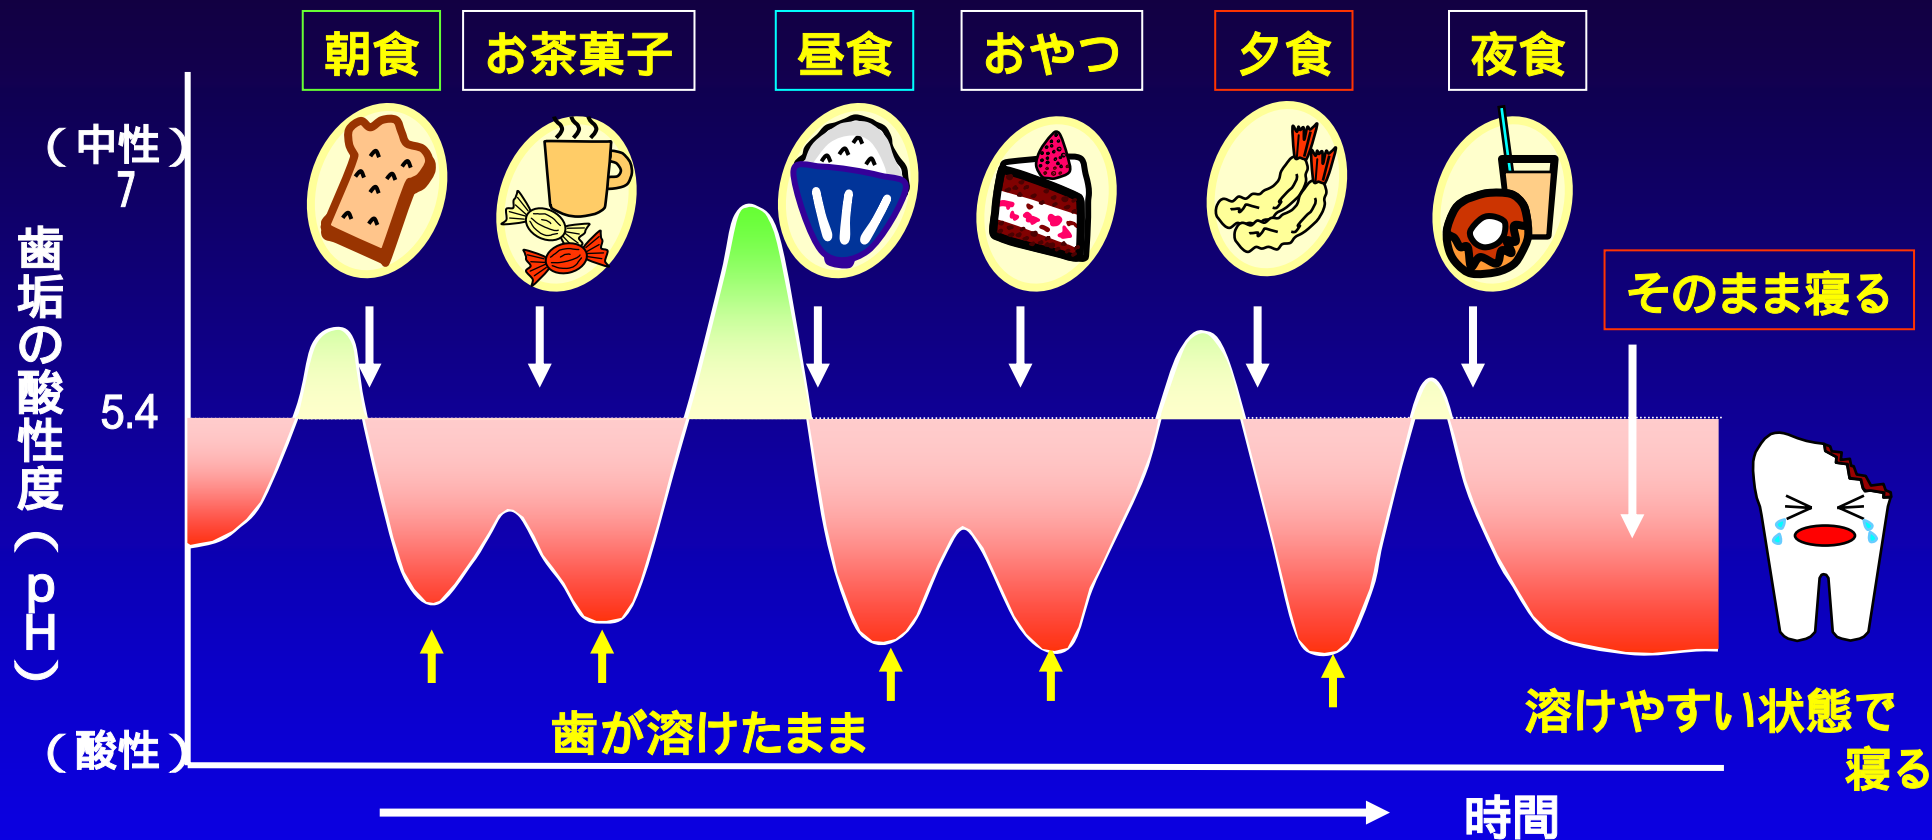 朝食
お茶菓子
昼食
おやつ
夕食
夜食
（中性）
7
そのまま寝る
歯垢の酸性度（pH）
5.4
歯が溶けたまま
溶けやすい状態で
寝る
（酸性）
時間